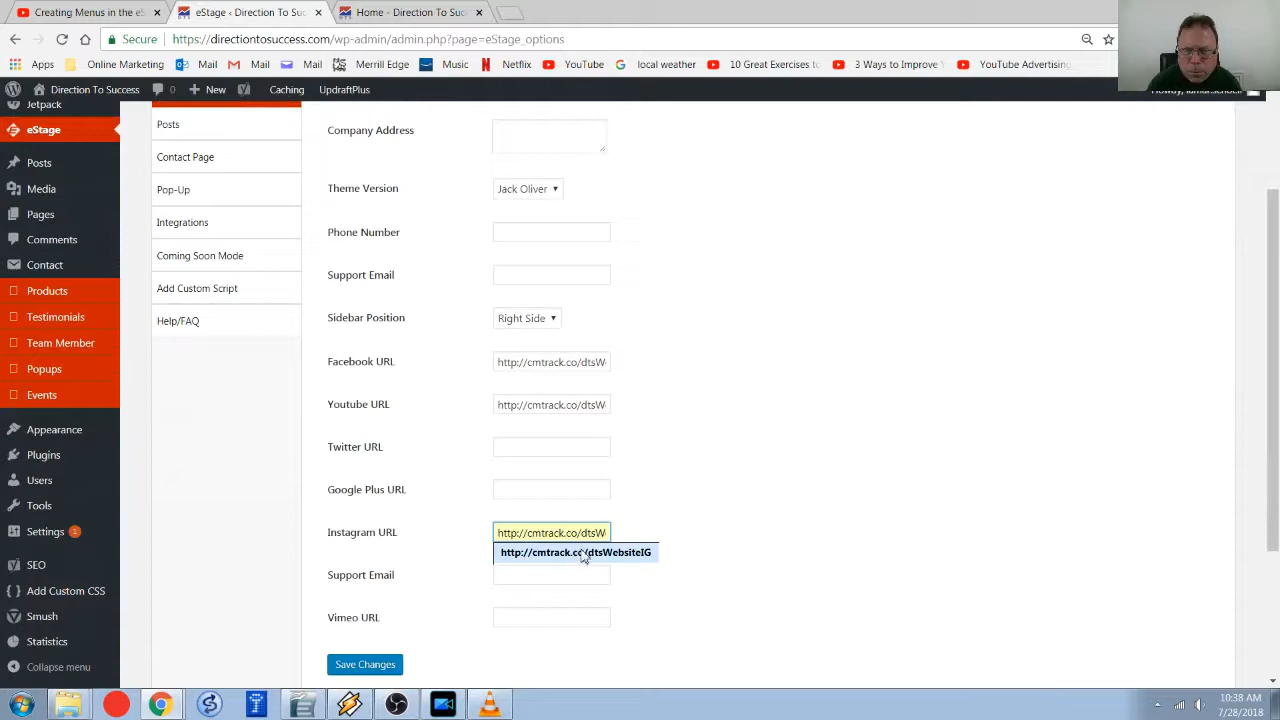 Creating Menus in the eS
eStage ‹ Direction To Suc
Home - Direction To Succ
Secure
https://directiontosuccess.com/wp-admin/admin.php?page=eStage_options
Apps
Online Marketing
Mail
Mail
Mail
Merrill Edge
Music
Netflix
YouTube
local weather
10 Great Exercises to
3 Ways to Improve Y
YouTube Advertising
Direction To Success
0
New
Caching
UpdraftPlus
Jetpack
eStage
Posts
Media
Pages
Comments
Contact
Products
Testimonials
Team Member
Popups
Events
Appearance
Plugins
Users
Tools
Settings 1
SEO
Add Custom CSS
Smush
Statistics
Collapse menu
Posts
Contact Page
Pop-Up
Integrations
Coming Soon Mode
Add Custom Script
Help/FAQ
Company Address
Theme Version
Jack Oliver
Phone Number
Support Email
Sidebar Position
Right Side
Facebook URL
http://cmtrack.co/dtsW
Youtube URL
http://cmtrack.co/dtsW
Twitter URL
Google Plus URL
Instagram URL
http://cmtrack.co/dtsW
http://cmtrack.co/dtsWebsiteIG
Support Email
Vimeo URL
Save Changes
10:38 AM
7/28/2018